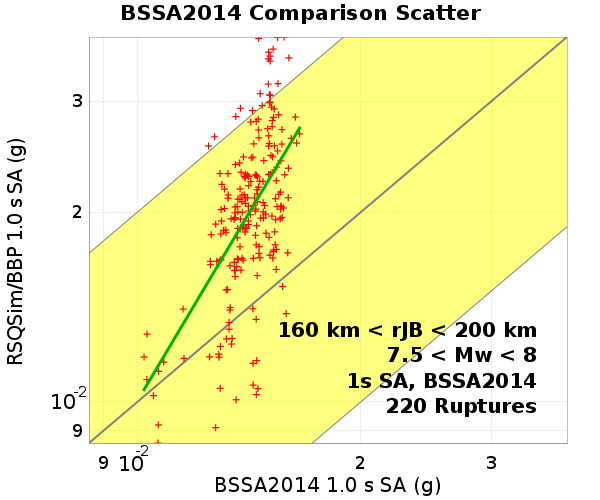 BSSA2014 Comparison Scatter
RSQSim/BBP 1.0 s SA (g)
3
2
10-2
9
160 km < rJB < 200 km
7.5 < Mw < 8
1s SA, BSSA2014
220 Ruptures
9 10-2 2 3
BSSA2014 1.0 s SA (g)